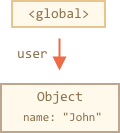 <global>
user
Object
name: "John"